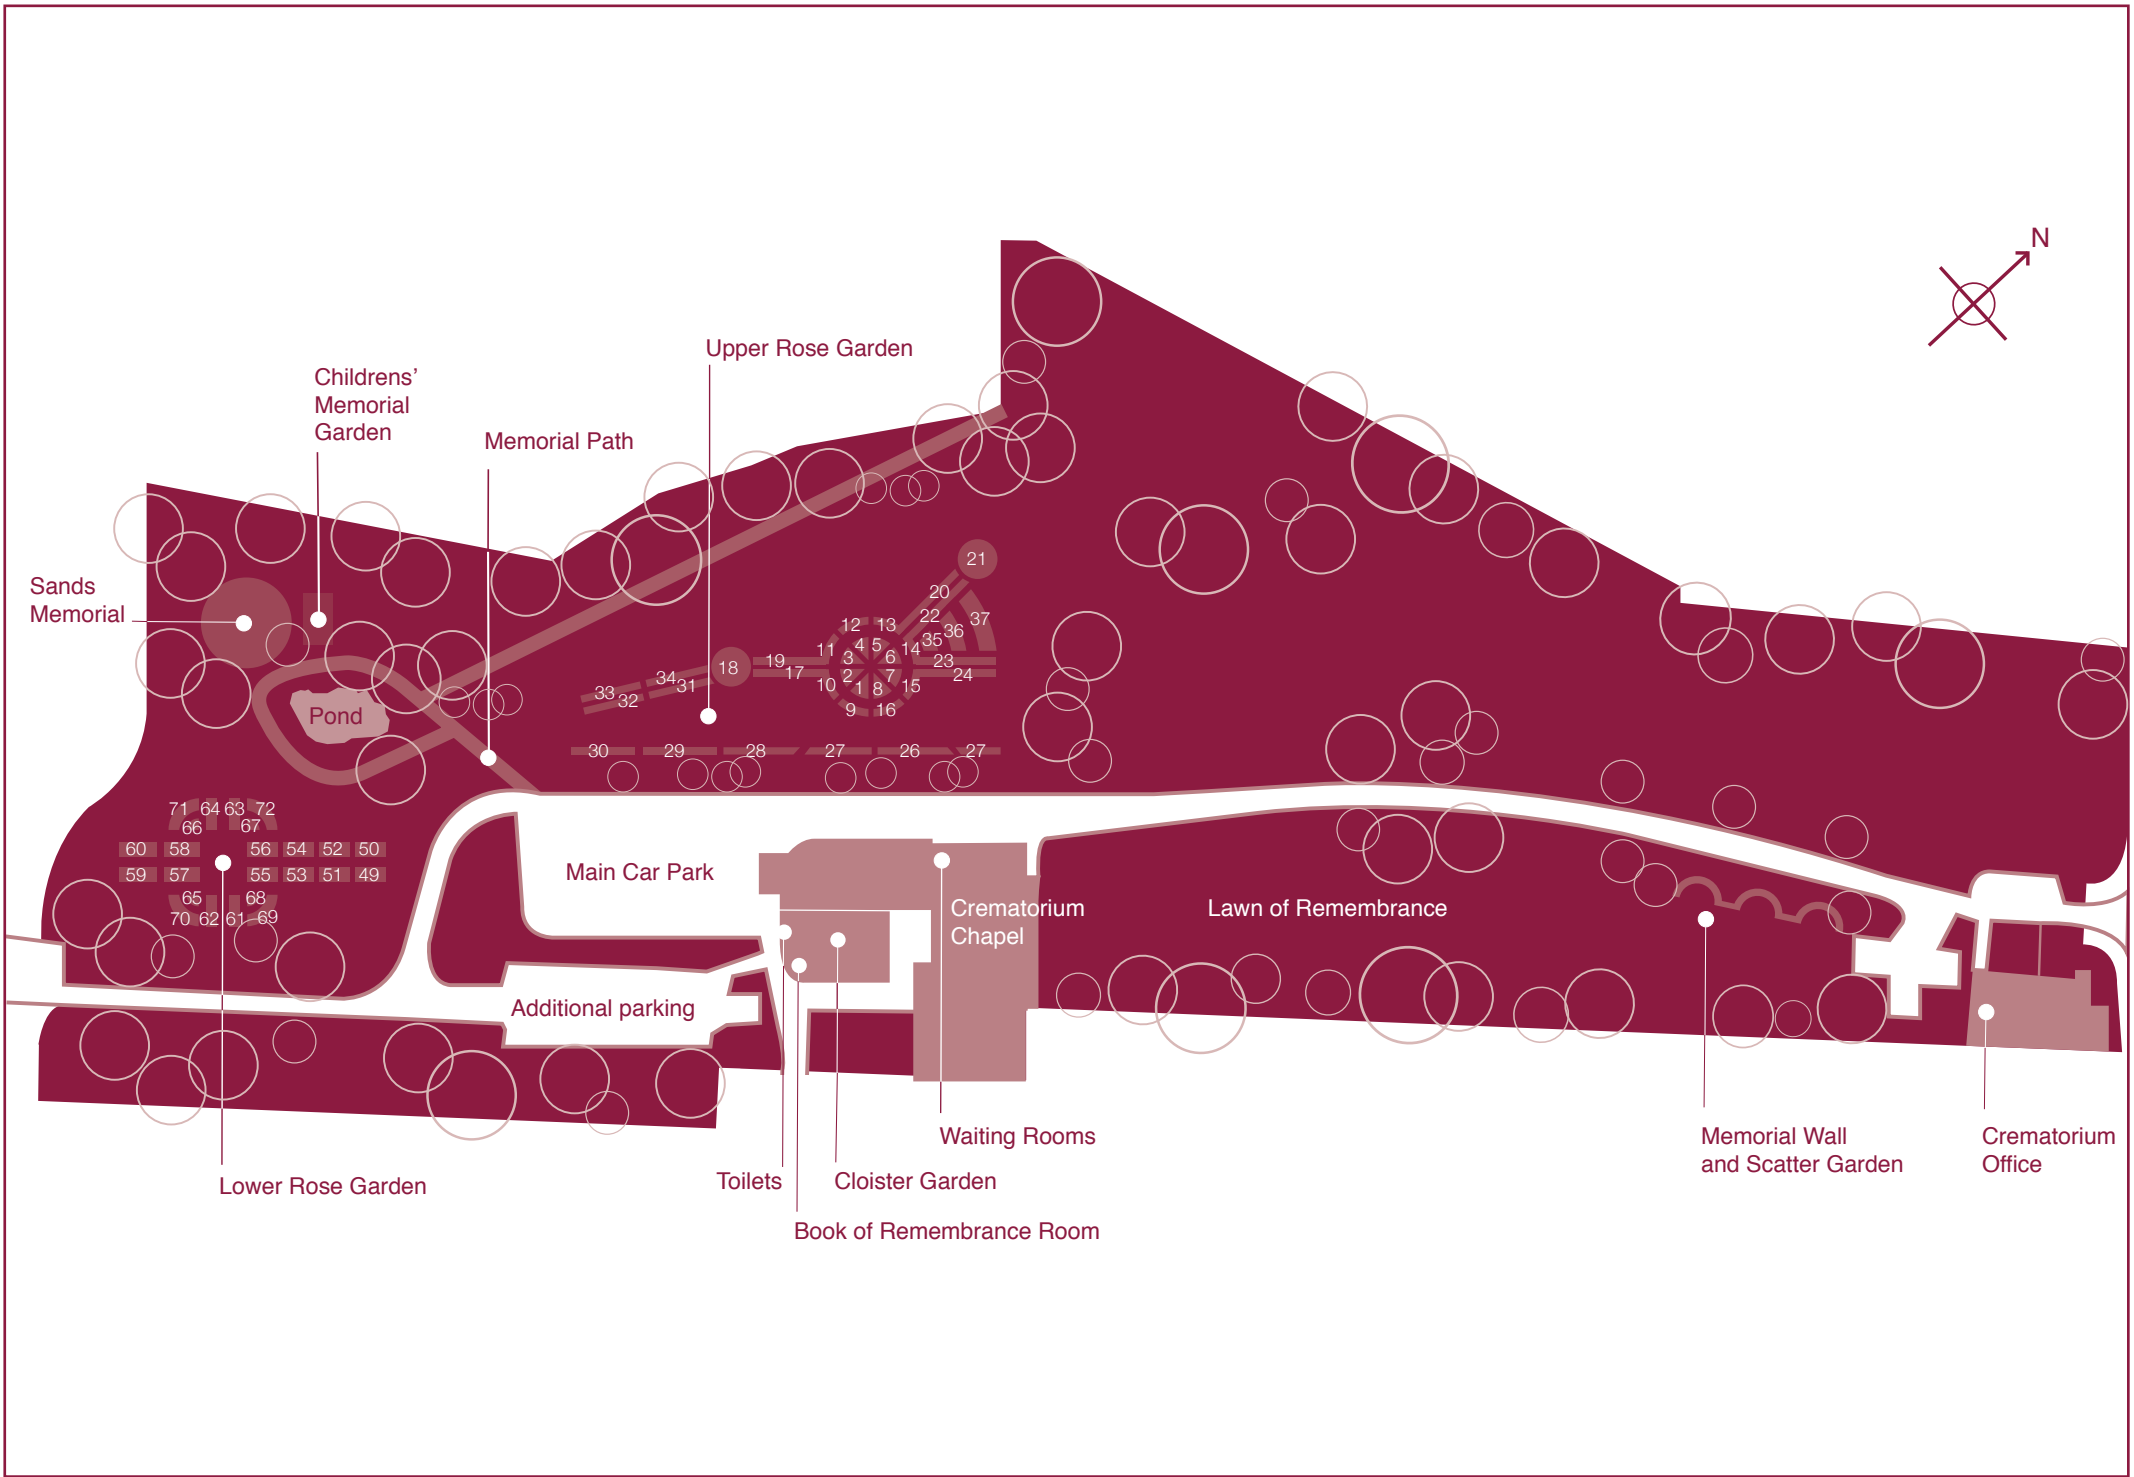 N
Upper Rose Garden
Childrens’
Memorial
Garden
Memorial Path
Sands
Memorial
21
20
22
37
36
35
12
13
4
5
11
14
3
6
19
18
23
17
2
7
24
34
31
10
1
8
15
33
32
9
16
Pond
30
29
28
27
26
27
71
64
63
72
66
67
60
58
56
54
52
50
59
57
55
53
51
49
65
68
70
62
61
69
Main Car Park
Crematorium
Chapel
Lawn of Remembrance
Additional parking
Waiting Rooms
Memorial Wall
and Scatter Garden
Crematorium
Office
Lower Rose Garden
Toilets
Cloister Garden
Book of Remembrance Room